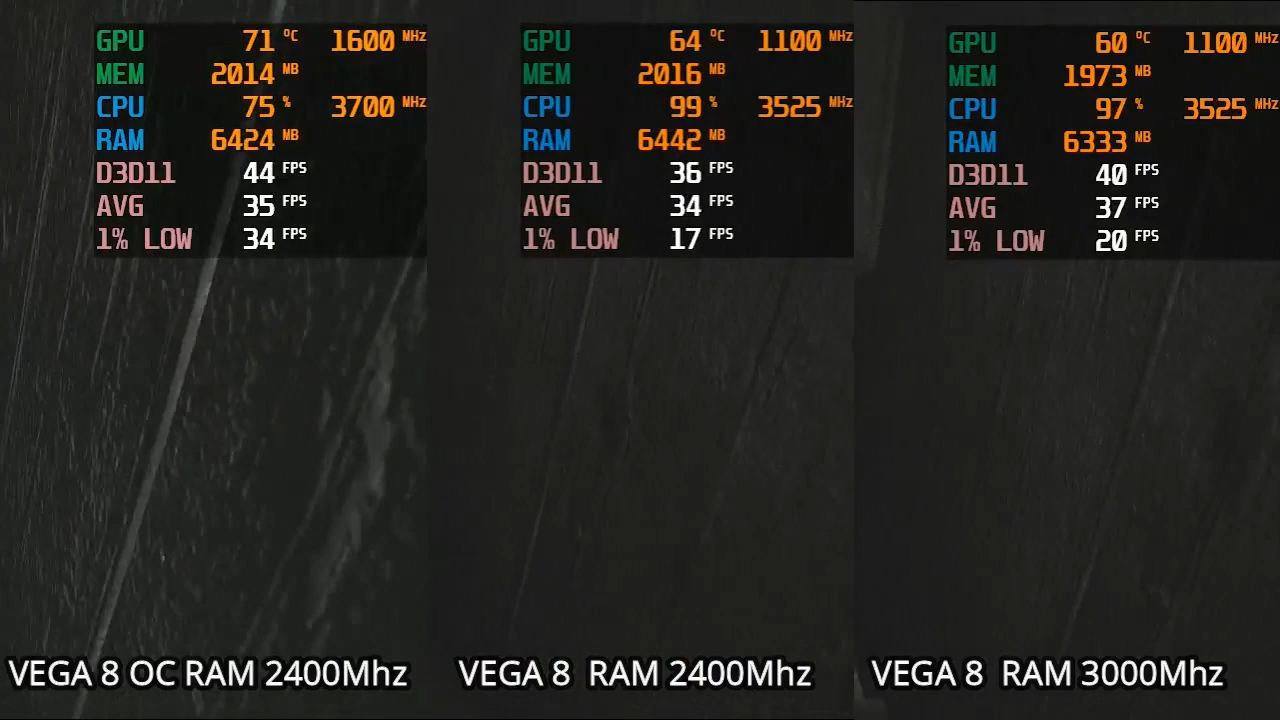 GPU 71 °C 1600 MHz
MEM 2014 MB
CPU 75 % 3700 MHz
RAM 6424 MB
D3D11 44 FPS
AVG 35 FPS
1% LOW 34 FPS
VEGA 8 OC RAM 2400Mhz
GPU 64 °C 1100 MHz
MEM 2016 MB
CPU 99 % 3525 MHz
RAM 6442 MB
D3D11 36 FPS
AVG 34 FPS
1% LOW 17 FPS
VEGA 8 RAM 2400Mhz
GPU 60 °C 1100 MHz
MEM 1973 MB
CPU 97 % 3525 MHz
RAM 6333 MB
D3D11 40 FPS
AVG 37 FPS
1% LOW 20 FPS
VEGA 8 RAM 3000Mhz